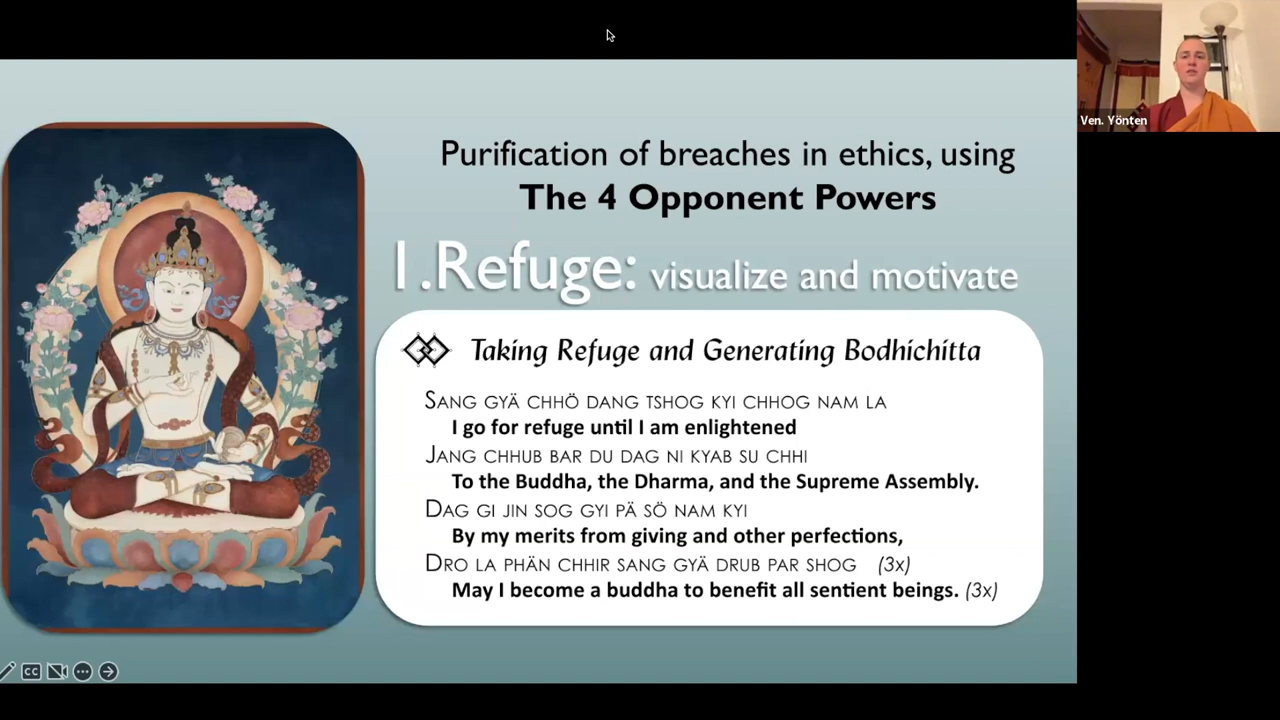 Purification of breaches in ethics, using
The 4 Opponent Powers
1.Refuge: visualize and motivate
Taking Refuge and Generating Bodhichitta
SANG GYÄ CHHÖ DANG TSHOG KYI CHHOG NAM LA
I go for refuge until I am enlightened
JANG CHHUB BAR DU DAG NI KYAB SU CHHI
To the Buddha, the Dharma, and the Supreme Assembly.
DAG GI JIN SOG GYI PÄ SÖ NAM KYI
By my merits from giving and other perfections,
DRO LA PHÄN CHHIR SANG GYÄ DRUB PAR SHOG (3x)
May I become a buddha to benefit all sentient beings. (3x)
CC
Ven. Yönten